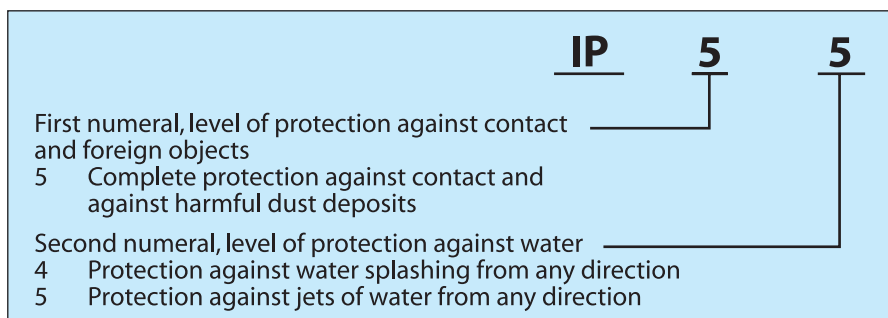 IP 5 5
First numeral, level of protection against contact
and foreign objects
5 Complete protection against contact and
against harmful dust deposits
Second numeral, level of protection against water
4 Protection against water splashing from any direction
5 Protection against jets of water from any direction